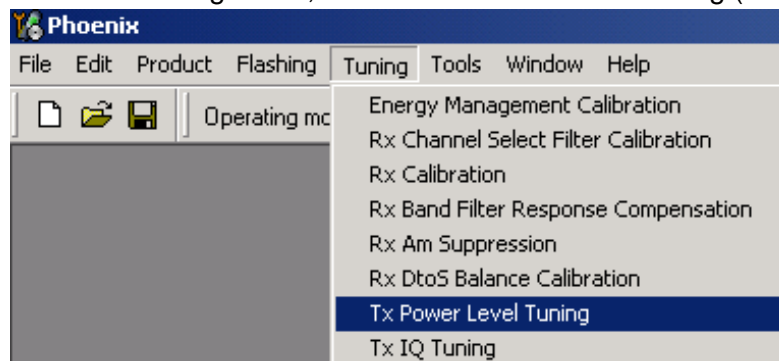 Phoenix
File Edit Product Flashing Tuning Tools Window Help
Operating mo
Energy Management Calibration
Rx Channel Select Filter Calibration
Rx Calibration
Rx Band Filter Response Compensation
Rx Am Suppression
Rx DtoS Balance Calibration
Tx Power Level Tuning
Tx IQ Tuning